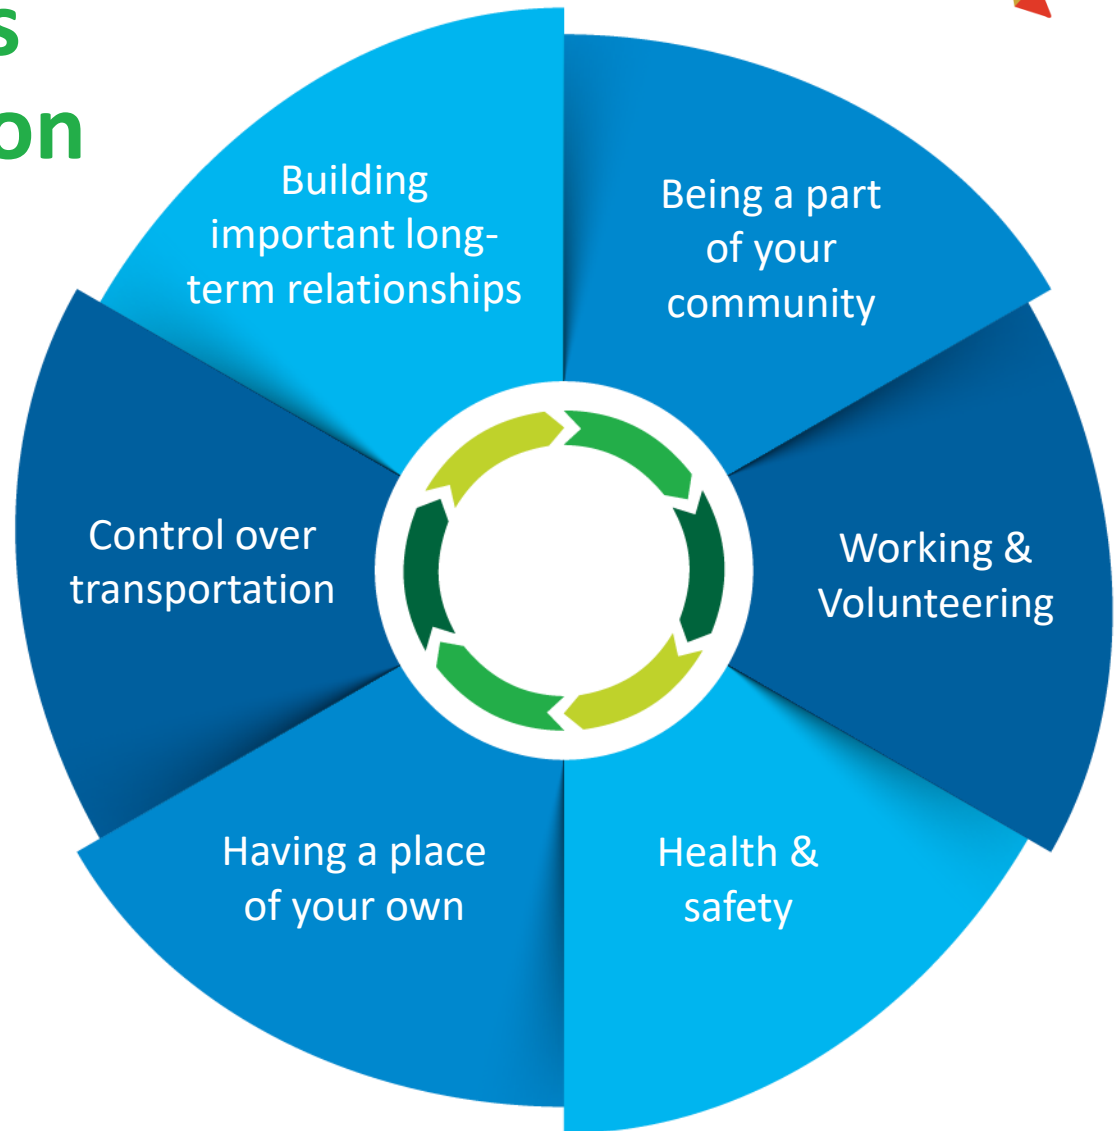 s
on
Building
important long-
term relationships
Being a part
of your
community
Working &
Volunteering
Health &
safety
Having a place
of your own
Control over
transportation